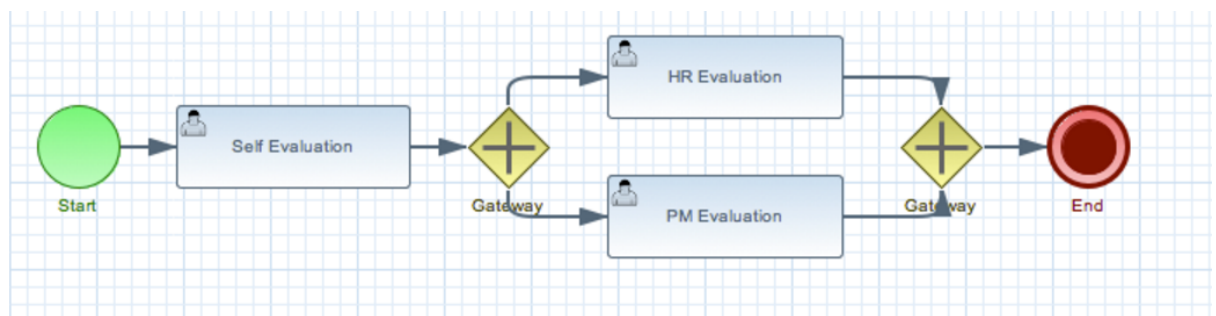 HR Evaluation
Self Evaluation
Start
Gateway
PM Evaluation
Gateway
End